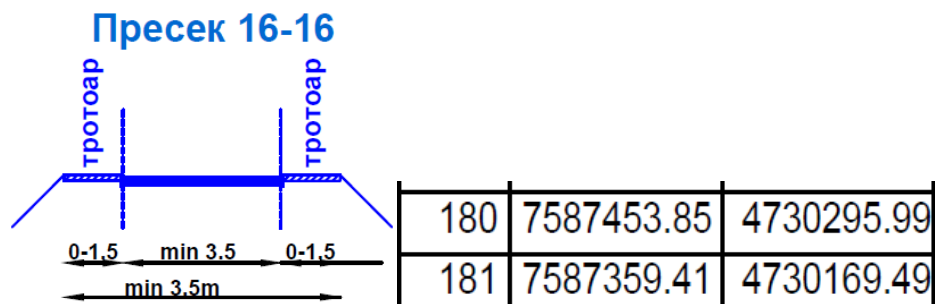 Пресек 16-16
тротоар
тротоар
0-1,5 min 3.5 0-1,5
min 3.5m
180 7587453.85 4730295.99
181 7587359.41 4730169.49